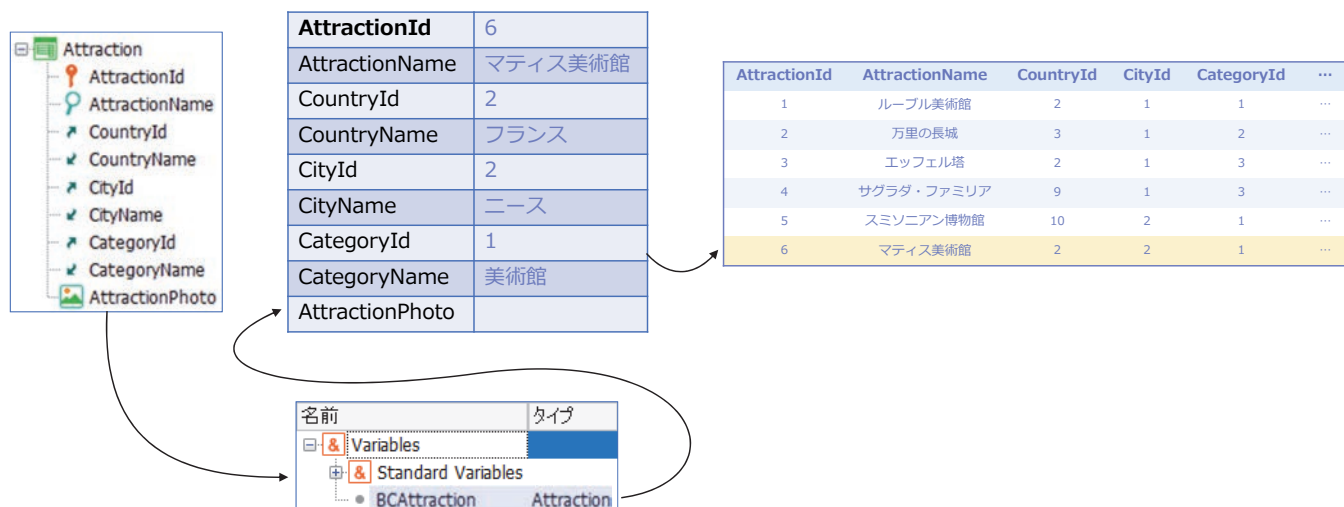 Attraction
AttractionId
AttractionName
CountryId
CountryName
CityId
CityName
CategoryId
CategoryName
AttractionPhoto
AttractionId 6
AttractionName マティス美術館
CountryId 2
CountryName フランス
CityId 2
CityName ニース
CategoryId 1
CategoryName 美術館
AttractionPhoto
AttractionId AttractionName CountryId CityId CategoryId …
1 ルーブル美術館 2 1 1 …
2 万里の長城 3 1 2 …
3 エッフェル塔 2 1 3 …
4 サグラダ・ファミリア 9 1 3 …
5 スミソニアン博物館 10 2 1 …
6 マティス美術館 2 2 1 …
名前 タイプ
& Variables
& Standard Variables
BCAttraction Attraction